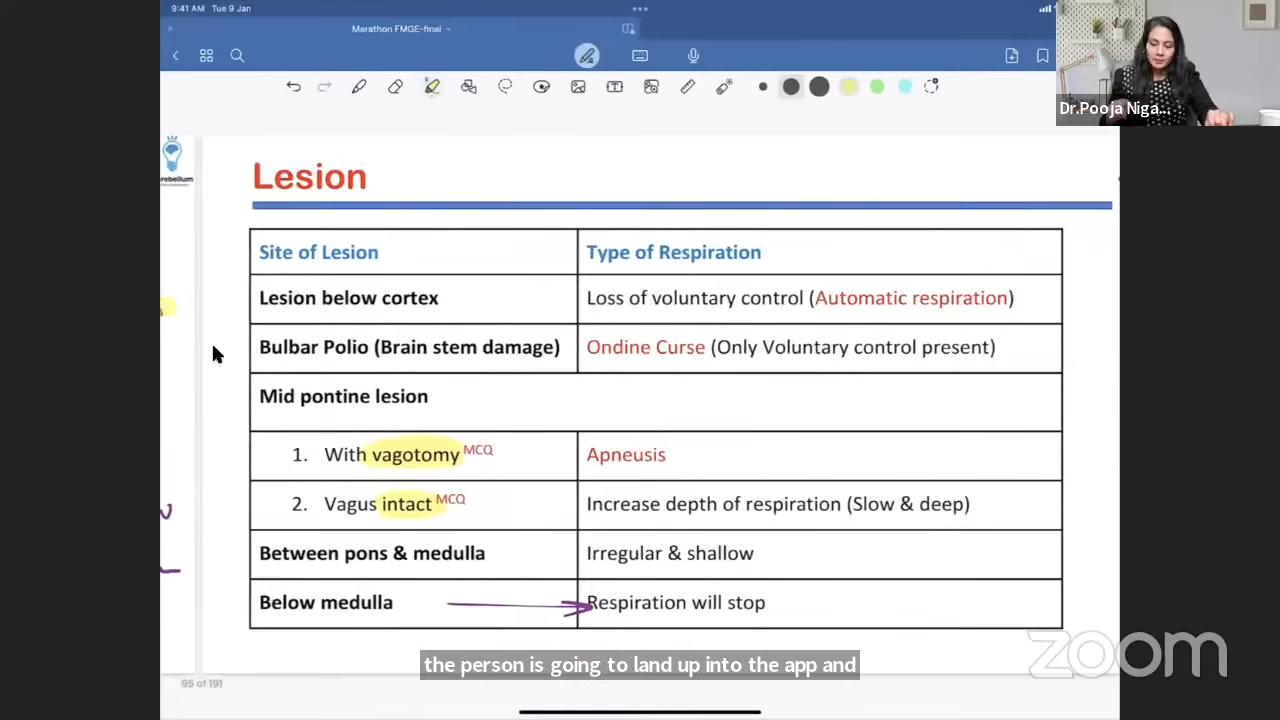 9:41 AM Tue 9 Jan
Marathon FMGE-final
Dr.Pooja Niga...
rebellum
Lesion
Site of Lesion Type of Respiration
Lesion below cortex Loss of voluntary control (Automatic respiration)
Bulbar Polio (Brain stem damage) Ondine Curse (Only Voluntary control present)
Mid pontine lesion
1. With vagotomy MCQ Apneusis
2. Vagus intact MCQ Increase depth of respiration (Slow & deep)
Between pons & medulla Irregular & shallow
Below medulla Respiration will stop
zoom
the person is going to land up into the app and
95 of 191